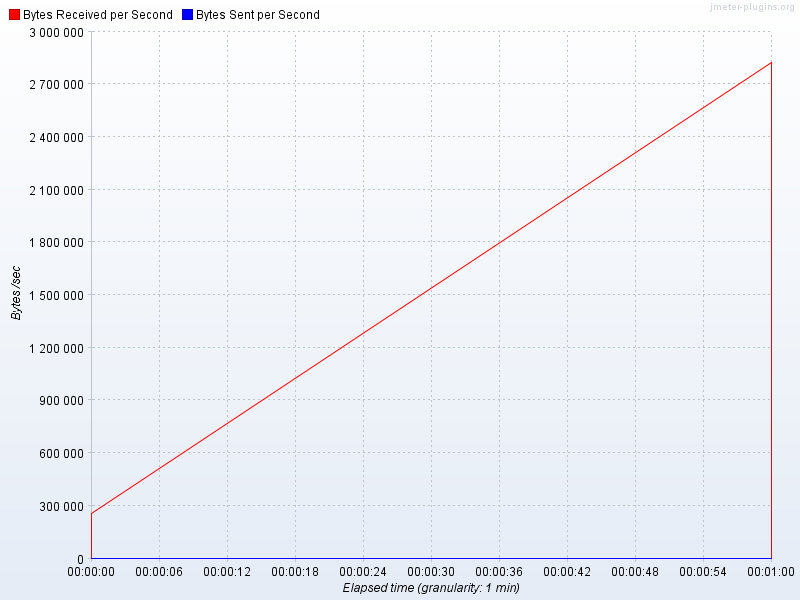 jmeter-plugins.org
Bytes Received per Second Bytes Sent per Second
3 000 000
2 700 000
2 400 000
2 100 000
1 800 000
1 500 000
1 200 000
900 000
600 000
300 000
0
Bytes /sec
00:00:00 00:00:06 00:00:12 00:00:18 00:00:24 00:00:30 00:00:36 00:00:42 00:00:48 00:00:54 00:01:00
Elapsed time (granularity: 1 min)